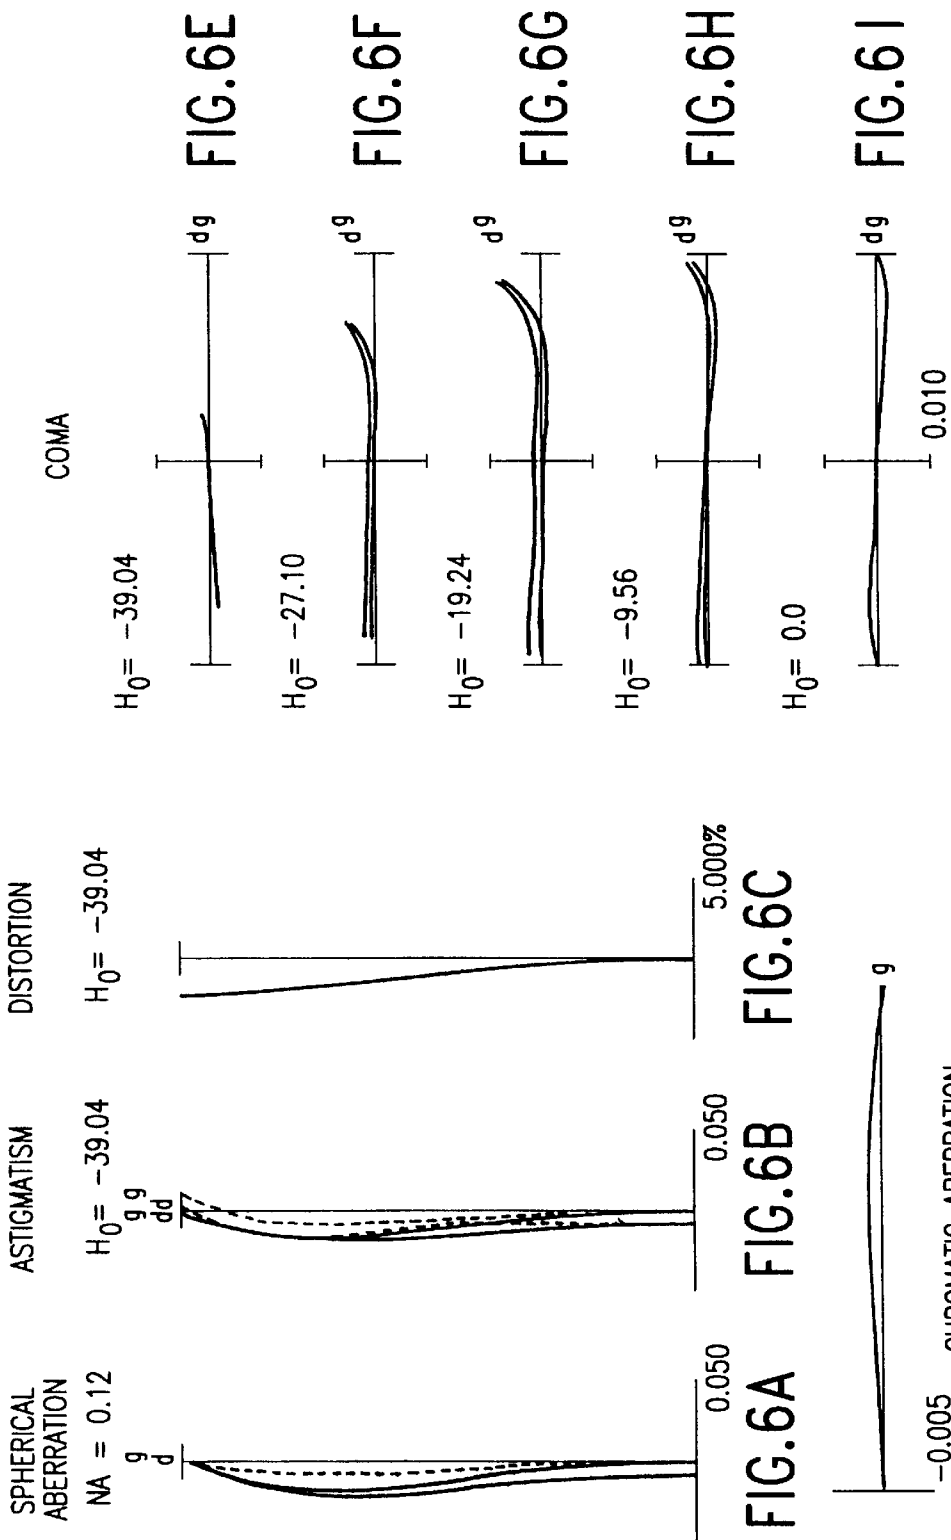 SPHERICAL
ABERRATION
NA = 0.12
g
d
0.050
FIG.6A
ASTIGMATISM
H0= -39.04
g g
dd
0.050
FIG.6B
DISTORTION
H0= -39.04
5.000%
FIG.6C
-0.005
CHROMATIC ABERRATION
g
COMA
H0= -39.04
dg
FIG.6E
H0= -27.10
dg
FIG.6F
H0= -19.24
dg
FIG.6G
H0= -9.56
dg
FIG.6H
H0= 0.0
dg
0.010
FIG.6I